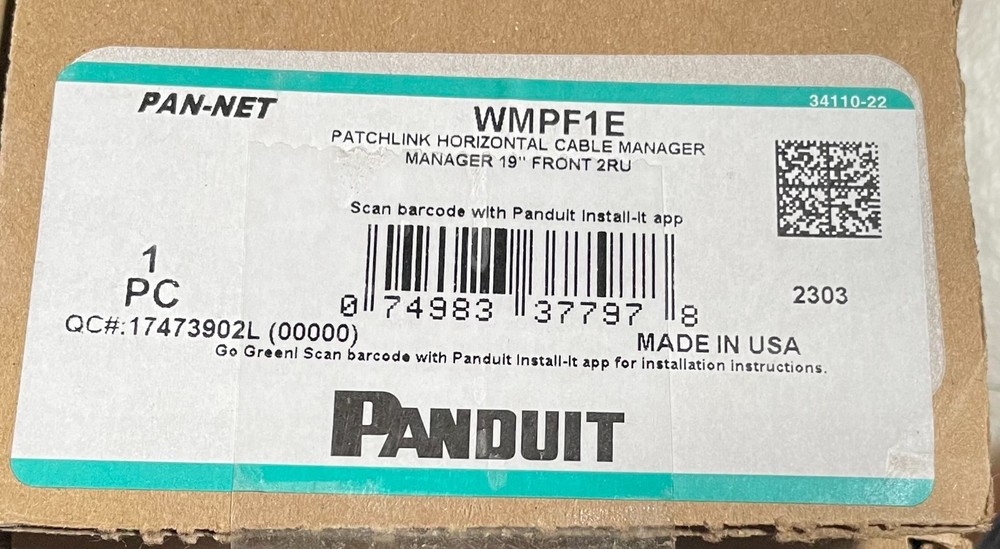 34110-22
PAN-NET
WMPF1E
PATCHLINK HORIZONTAL CABLE MANAGER
MANAGER 19" FRONT 2RU
Scan barcode with Panduit Install-It app
1
PC
2303
0 74983 37797 8
QC#:17473902L (00000)
MADE IN USA
Go Green! Scan barcode with Panduit Install-It app for installation instructions.
PANDUIT